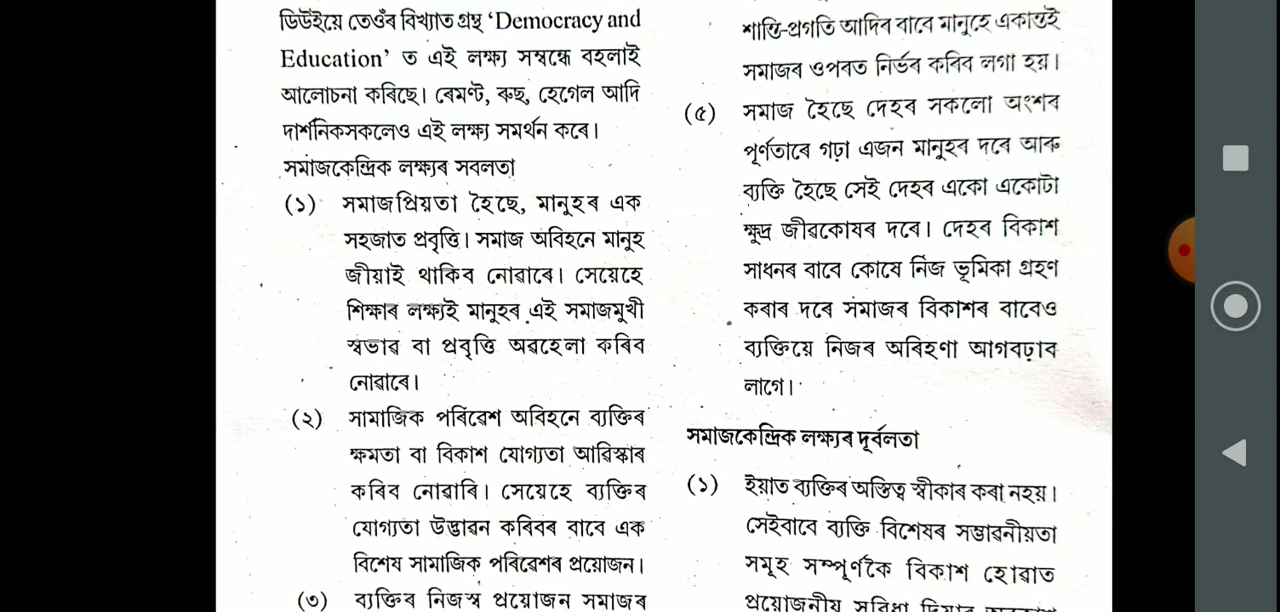 ডিউইয়ে তেওঁৰ বিখ্যাত গ্ৰন্থ ‘Democracy and
Education’ ত এই লক্ষ্য সম্বন্ধে বহলাই
আলোচনা কৰিছে। ৰেমণ্ট, ৰুছ, হেগেল আদি
দাৰ্শনিকসকলেও এই লক্ষ্য সমৰ্থন কৰে।
সমাজকেন্দ্ৰিক লক্ষ্যৰ সবলতা
(১) সমাজপ্ৰিয়তা হৈছে, মানুহৰ এক
সহজাত প্ৰবৃত্তি। সমাজ অবিহনে মানুহ
জীয়াই থাকিব নোৱাৰে। সেয়েহে
শিক্ষাৰ লক্ষ্যই মানুহৰ এই সমাজমুখী
স্বভাৱ বা প্ৰবৃত্তি অৱহেলা কৰিব
নোৱাৰে।
(২) সামাজিক পৰিৱেশ অবিহনে ব্যক্তিৰ
ক্ষমতা বা বিকাশ যোগ্যতা আৱিস্কাৰ
কৰিব নোৱাৰি। সেয়েহে ব্যক্তিৰ
যোগ্যতা উদ্ভাৱন কৰিবৰ বাবে এক
বিশেষ সামাজিক পৰিৱেশৰ প্ৰয়োজন।
(৩) ব্যক্তিৰ নিজস্ব প্ৰয়োজন সমাজৰ
শান্তি-প্ৰগতি আদিৰ বাবে মানুহে একান্তই
সমাজৰ ওপৰত নিৰ্ভৰ কৰিব লগা হয়।
(৫) সমাজ হৈছে দেহৰ সকলো অংশৰ
পূৰ্ণতাৰে গঢ়া এজন মানুহৰ দৰে আৰু
ব্যক্তি হৈছে সেই দেহৰ একো একোটা
ক্ষুদ্ৰ জীৱকোষৰ দৰে। দেহৰ বিকাশ
সাধনৰ বাবে কোষে নিজ ভূমিকা গ্ৰহণ
কৰাৰ দৰে সমাজৰ বিকাশৰ বাবেও
ব্যক্তিয়ে নিজৰ অৰিহণা আগবঢ়াব
লাগে।
সমাজকেন্দ্ৰিক লক্ষ্যৰ দূৰ্বলতা
(১) ইয়াত ব্যক্তিৰ অস্তিত্ব স্বীকাৰ কৰা নহয়।
সেইবাবে ব্যক্তি বিশেষৰ সম্ভাৱনীয়তা
সমূহ সম্পূৰ্ণকৈ বিকাশ হোৱাত
প্ৰয়োজনীয় সুবিধা